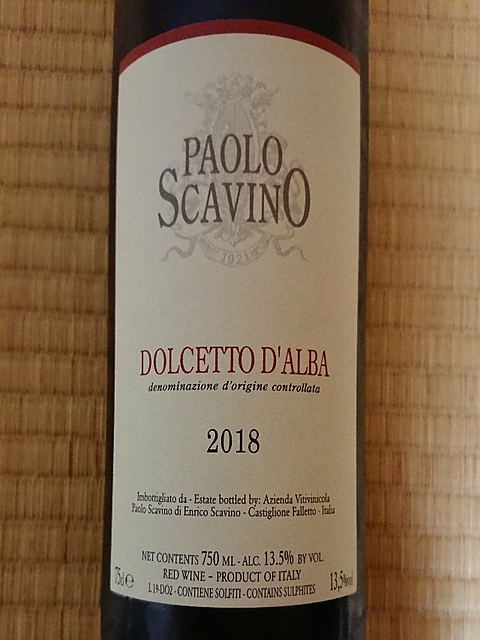 PAOLO
SCAVINO
1921
DOLCETTO D'ALBA
denominazione d'origine controllata
2018
Imbottigliato da - Estate bottled by: Azienda Vitivinicola
Paolo Scavino di Enrico Scavino - Castiglione Falletto - Italia
NET CONTENTS 750 ML - ALC. 13.5% BY VOL.
RED WINE - PRODUCT OF ITALY
75cl e
L 19-DO2 - CONTIENE SOLFITI - CONTAINS SULPHITES
13,5%vol